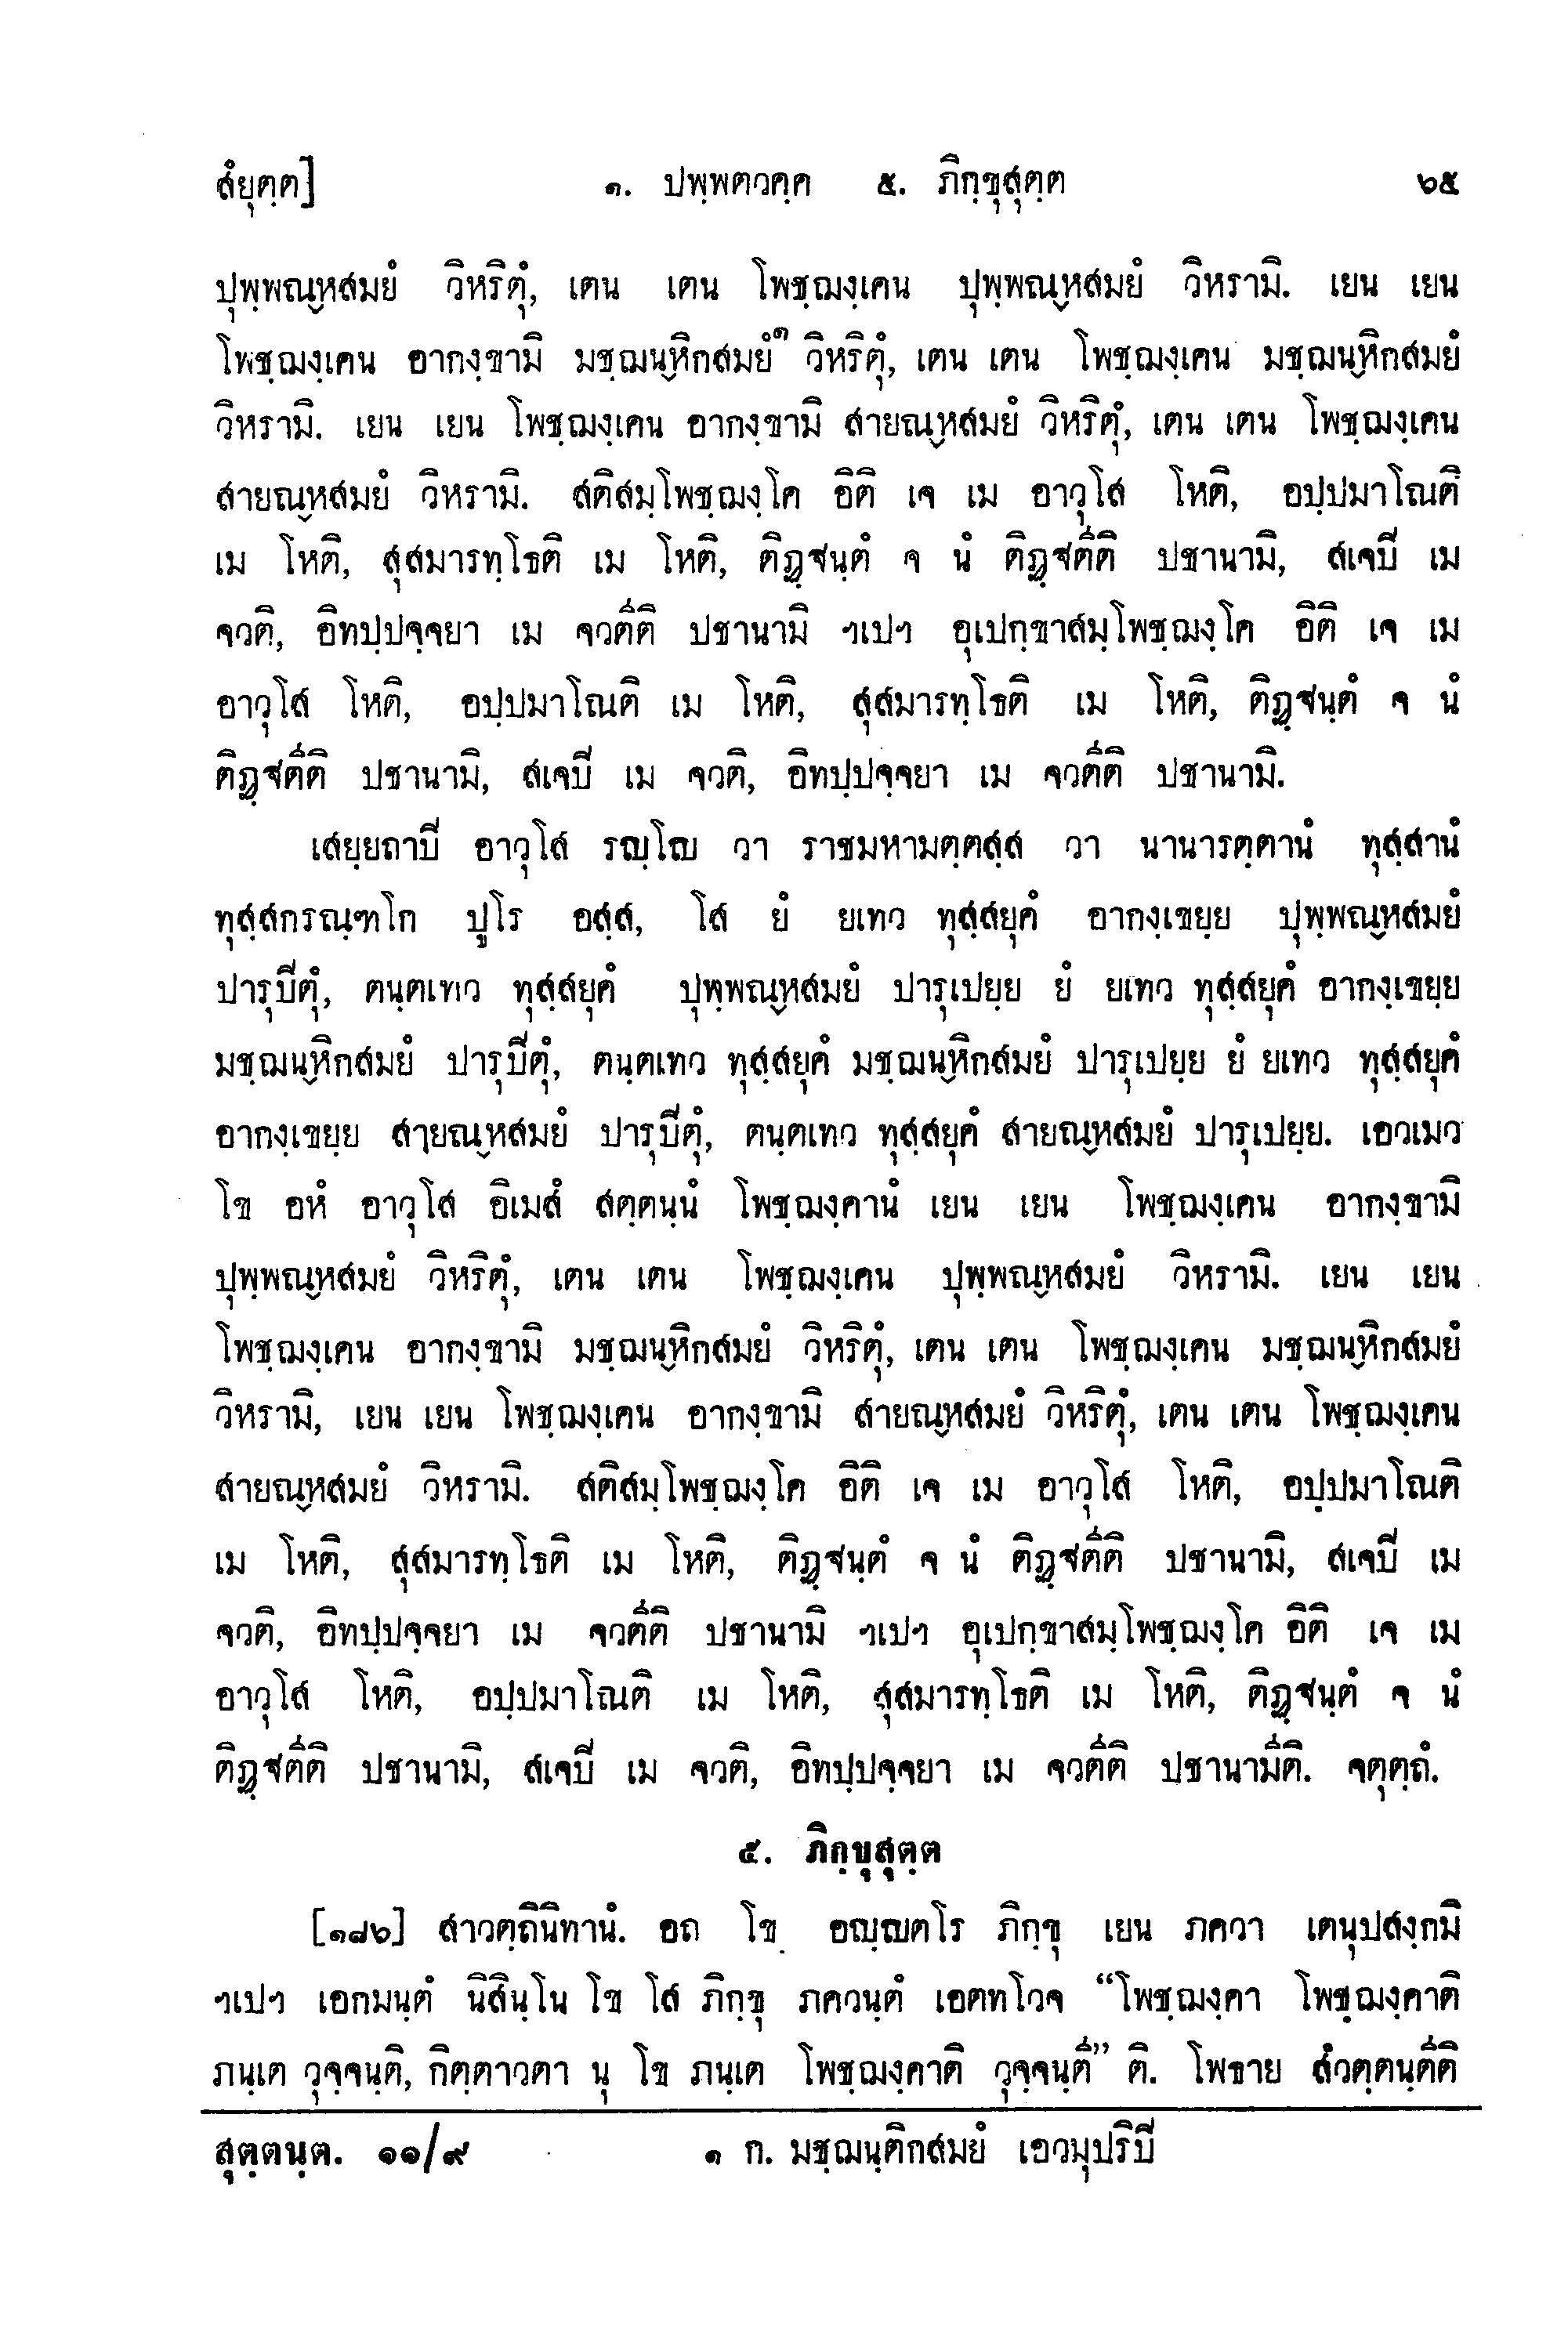 สํยุตฺต]	๑. ปพฺพตวคฺค ๕. ภิกฺขุสุตฺต	๖๕
ปุพฺพณฺหสมยํ วิหริตุํ, เตน เตน โพชฺฌงฺเคน ปุพฺพณฺหสมยํ วิหรามิ. เยน เยน
โพชฺฌงฺเคน อากงฺขามิ มชฺฌนฺหิกสมยํ๑ วิหริตุํ, เตน เตน โพชฺฌงฺเคน มชฺฌนฺหิกสมยํ
วิหรามิ. เยน เยน โพชฺฌงฺเคน อากงฺขามิ สายณฺหสมยํ วิหริตุํ, เตน เตน โพชฺฌงฺเคน
สายณฺหสมยํ วิหรามิ. สติสมฺโพชฺฌงฺโค อิติ เจ เม อาวุโส โหติ, อปฺปมาโณติ
เม โหติ, สุสมารทฺโธติ เม โหติ, ติฏฺฐนฺตํ จ นํ ติฏฺฐตีติ ปชานามิ, สเจปิ เม
จวติ, อิทปฺปจฺจยา เม จวตีติ ปชานามิ ฯเปฯ อุเปกฺขาสมฺโพชฺฌงฺโค อิติ เจ เม
อาวุโส โหติ, อปฺปมาโณติ เม โหติ, สุสมารทฺโธติ เม โหติ, ติฏฺฐนฺตํ จ นํ
ติฏฺฐตีติ ปชานามิ, สเจปิ เม จวติ, อิทปฺปจฺจยา เม จวตีติ ปชานามิ.
เสยฺยถาปิ อาวุโส รญฺโญ วา ราชมหามตฺตสฺส วา นานารตฺตานํ ทุสฺสานํ
ทุสฺสกรณฺฑโก ปูโร อสฺส, โส ยํ ยเทว ทุสฺสยุคํ อากงฺเขยฺย ปุพฺพณฺหสมยํ
ปารุปิตุํ, ตนฺตเทว ทุสฺสยุคํ ปุพฺพณฺหสมยํ ปารุเปยฺย ยํ ยเทว ทุสฺสยุคํ อากงฺเขยฺย
มชฺฌนฺหิกสมยํ ปารุปิตุํ, ตนฺตเทว ทุสฺสยุคํ มชฺฌนฺหิกสมยํ ปารุเปยฺย ยํ ยเทว ทุสฺสยุคํ
อากงฺเขยฺย สายณฺหสมยํ ปารุปิตุํ, ตนฺตเทว ทุสฺสยุคํ สายณฺหสมยํ ปารุเปยฺย. เอวเมว
โข อหํ อาวุโส อิเมสํ สตฺตนฺนํ โพชฺฌงฺคานํ เยน เยน โพชฺฌงฺเคน อากงฺขามิ
ปุพฺพณฺหสมยํ วิหริตุํ, เตน เตน โพชฺฌงฺเคน ปุพฺพณฺหสมยํ วิหรามิ. เยน เยน
โพชฺฌงฺเคน อากงฺขามิ มชฺฌนฺหิกสมยํ วิหริตุํ, เตน เตน โพชฺฌงฺเคน มชฺฌนฺหิกสมยํ
วิหรามิ, เยน เยน โพชฺฌงฺเคน อากงฺขามิ สายณฺหสมยํ วิหริตุํ, เตน เตน โพชฺฌงฺเคน
สายณฺหสมยํ วิหรามิ. สติสมฺโพชฺฌงฺโค อิติ เจ เม อาวุโส โหติ, อปฺปมาโณติ
เม โหติ, สุสมารทฺโธติ เม โหติ, ติฏฺฐนฺตํ จ นํ ติฏฺฐตีติ ปชานามิ, สเจปิ เม
จวติ, อิทปฺปจฺจยา เม จวตีติ ปชานามิ ฯเปฯ อุเปกฺขาสมฺโพชฺฌงฺโค อิติ เจ เม
อาวุโส โหติ, อปฺปมาโณติ เม โหติ, สุสมารทฺโธติ เม โหติ, ติฏฺฐนฺตํ จ นํ
ติฏฺฐตีติ ปชานามิ, สเจปิ เม จวติ, อิทปฺปจฺจยา เม จวตีติ ปชานามีติ. จตุตฺถํ.
๕. ภิกฺขุสุตฺต
[๑๘๖] สาวตฺถินิทานํ. อถ โข อญฺญตโร ภิกฺขุ เยน ภควา เตนุปสงฺกมิ
ฯเปฯ เอกมนฺตํ นิสินฺโน โข โส ภิกฺขุ ภควนฺตํ เอตทโวจ “โพชฺฌงฺคา โพชฺฌงฺคาติ
ภนฺเต วุจฺจนฺติ, กิตฺตาวตา นุ โข ภนฺเต โพชฺฌงฺคาติ วุจฺจนฺตี” ติ. โพธาย สํวตฺตนฺตีติ
สุตฺตนฺต. ๑๑/๙	๑ ก. มชฺฌนฺติกสมยํ เอวมุปริปิ